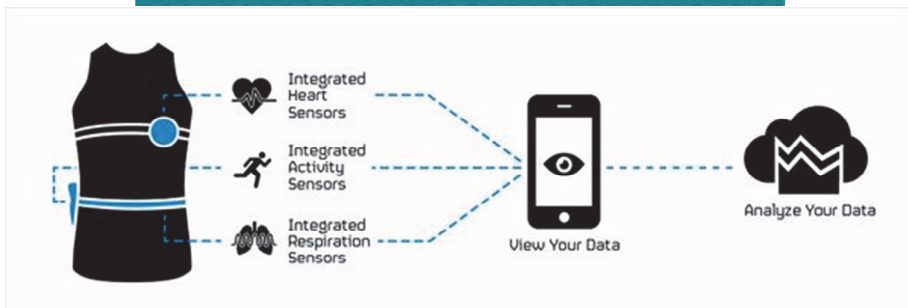 Integrated
Heart
Sensors
Integrated
Activity
Sensors
Integrated
Respiration
Sensors
View Your Data
Analyze Your Data